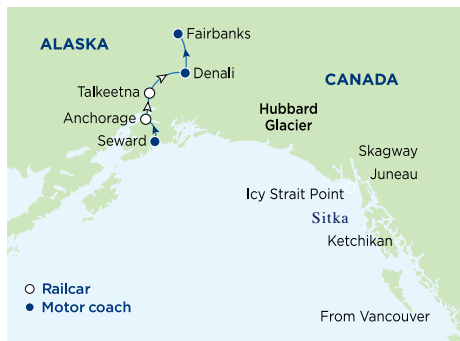 Fairbanks
ALASKA
Denali
CANADA
Talkeetna
Hubbard
Glacier
Anchorage
Seward
Skagway
Juneau
Icy Strait Point
Sitka
Ketchikan
Railcar
Motor coach
From Vancouver